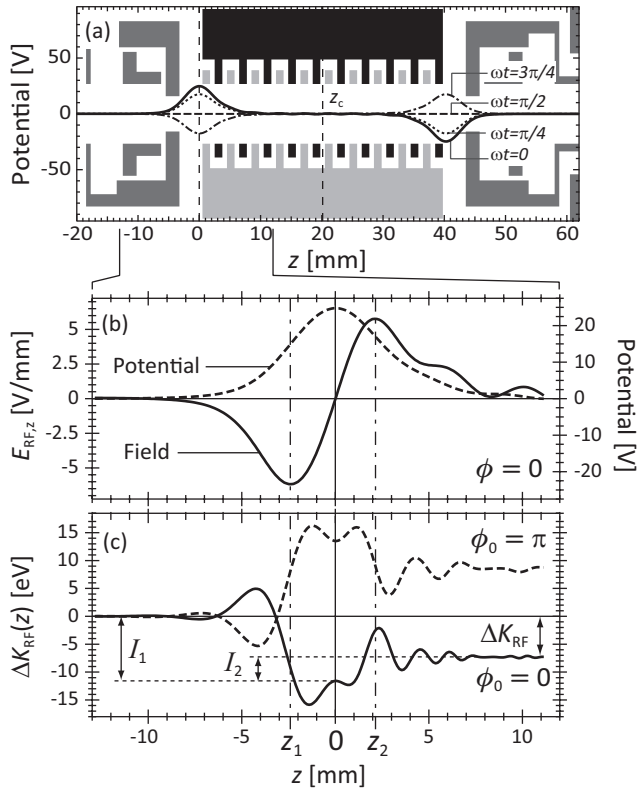 (a)
Potential [V]
50
0
-50
z_c
ωt=3π/4
ωt=π/2
ωt=π/4
ωt=0
-20 -10 0 10 20 30 40 50 60
z [mm]
(b)
E_RF,z [V/mm]
5
2.5
0
-2.5
-5
Potential
Field
ϕ = 0
20
10
0
-10
-20
Potential [V]
(c)
ΔK_RF(z) [eV]
15
10
5
0
-5
-10
-15
ϕ₀ = π
I₁
I₂
ΔK_RF
ϕ₀ = 0
-10 -5 z₁ 0 z₂ 5 10
z [mm]